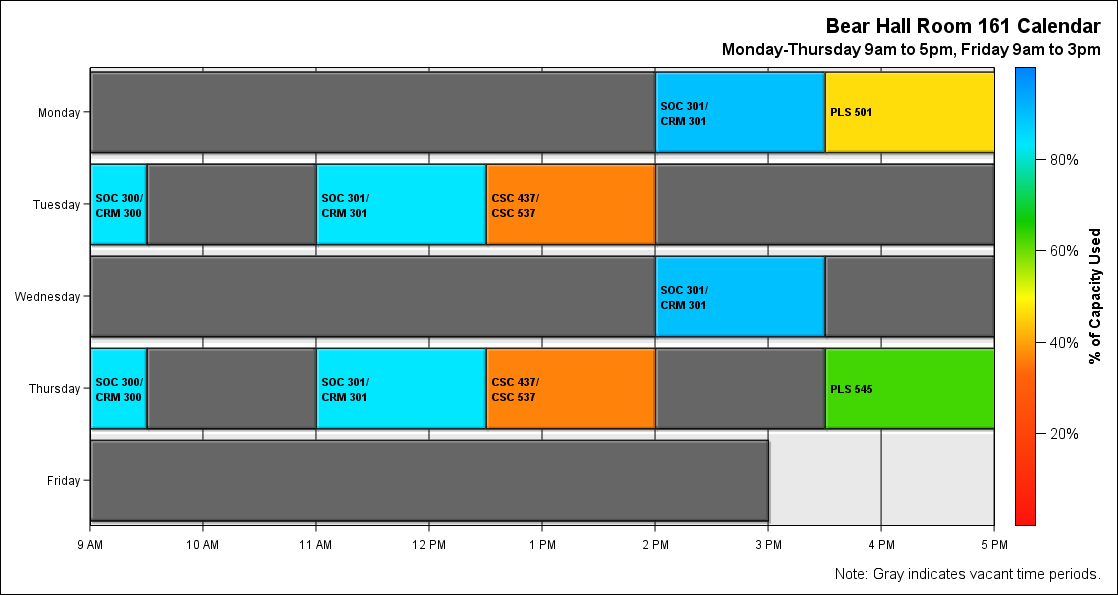 Bear Hall Room 161 Calendar
Monday-Thursday 9am to 5pm, Friday 9am to 3pm
Monday
SOC 301/
CRM 301
PLS 501
Tuesday
SOC 300/
CRM 300
SOC 301/
CRM 301
CSC 437/
CSC 537
Wednesday
SOC 301/
CRM 301
Thursday
SOC 300/
CRM 300
SOC 301/
CRM 301
CSC 437/
CSC 537
PLS 545
Friday
9 AM 10 AM 11 AM 12 PM 1 PM 2 PM 3 PM 4 PM 5 PM
80%
60%
40%
20%
% of Capacity Used
Note: Gray indicates vacant time periods.